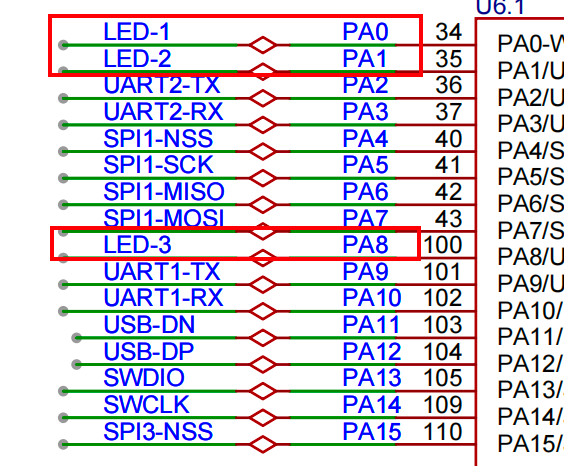 U6.1
LED-1 PA0 34 PA0-W
LED-2 PA1 35 PA1/U
UART2-TX PA2 36 PA2/U
UART2-RX PA3 37 PA3/U
SPI1-NSS PA4 40 PA4/S
SPI1-SCK PA5 41 PA5/S
SPI1-MISO PA6 42 PA6/S
SPI1-MOSI PA7 43 PA7/S
LED-3 PA8 100 PA8/U
UART1-TX PA9 101 PA9/U
UART1-RX PA10 102 PA10/
USB-DN PA11 103 PA11/
USB-DP PA12 104 PA12/
SWDIO PA13 105 PA13/
SWCLK PA14 109 PA14/
SPI3-NSS PA15 110 PA15/